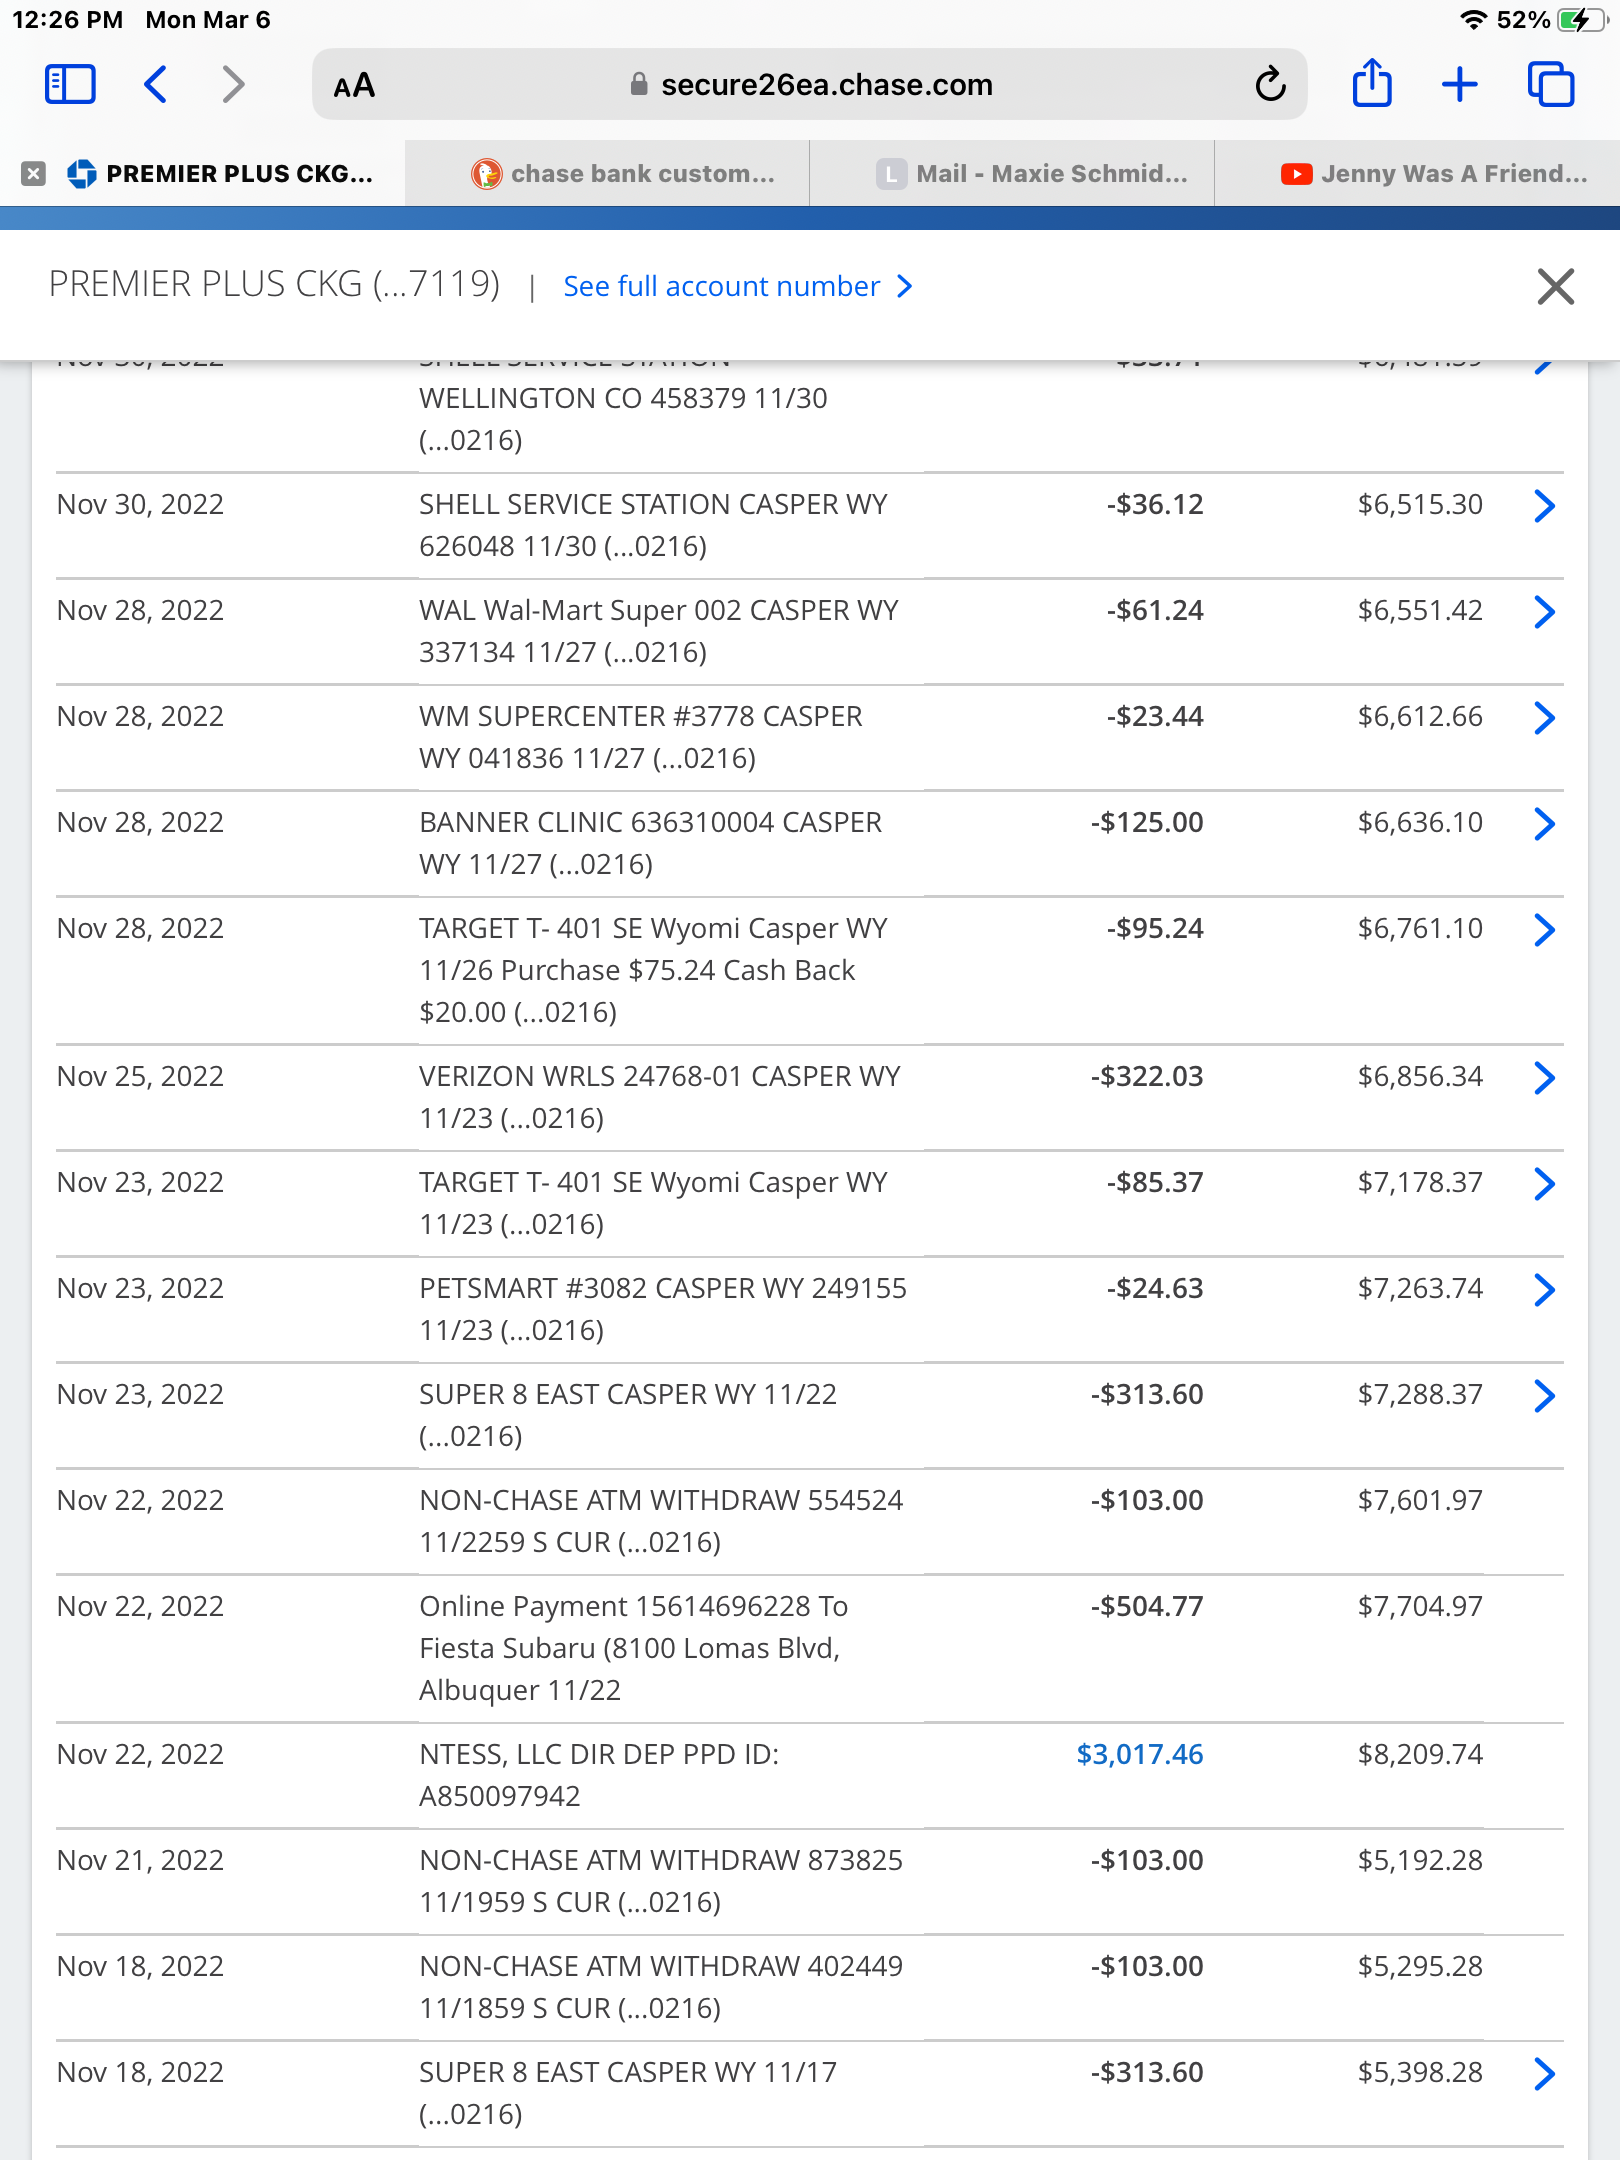 12:26 PM Mon Mar 6 52%
AA secure26ea.chase.com
PREMIER PLUS CKG... chase bank custom... L Mail - Maxie Schmid... Jenny Was A Friend...
PREMIER PLUS CKG (...7119) | See full account number
Nov 30, 2022 SHELL SERVICE STATION
WELLINGTON CO 458379 11/30
(...0216)
Nov 30, 2022 SHELL SERVICE STATION CASPER WY -$36.12 $6,515.30
626048 11/30 (...0216)
Nov 28, 2022 WAL Wal-Mart Super 002 CASPER WY -$61.24 $6,551.42
337134 11/27 (...0216)
Nov 28, 2022 WM SUPERCENTER #3778 CASPER -$23.44 $6,612.66
WY 041836 11/27 (...0216)
Nov 28, 2022 BANNER CLINIC 636310004 CASPER -$125.00 $6,636.10
WY 11/27 (...0216)
Nov 28, 2022 TARGET T- 401 SE Wyomi Casper WY -$95.24 $6,761.10
11/26 Purchase $75.24 Cash Back
$20.00 (...0216)
Nov 25, 2022 VERIZON WRLS 24768-01 CASPER WY -$322.03 $6,856.34
11/23 (...0216)
Nov 23, 2022 TARGET T- 401 SE Wyomi Casper WY -$85.37 $7,178.37
11/23 (...0216)
Nov 23, 2022 PETSMART #3082 CASPER WY 249155 -$24.63 $7,263.74
11/23 (...0216)
Nov 23, 2022 SUPER 8 EAST CASPER WY 11/22 -$313.60 $7,288.37
(...0216)
Nov 22, 2022 NON-CHASE ATM WITHDRAW 554524 -$103.00 $7,601.97
11/2259 S CUR (...0216)
Nov 22, 2022 Online Payment 15614696228 To -$504.77 $7,704.97
Fiesta Subaru (8100 Lomas Blvd,
Albuquer 11/22
Nov 22, 2022 NTESS, LLC DIR DEP PPD ID: $3,017.46 $8,209.74
A850097942
Nov 21, 2022 NON-CHASE ATM WITHDRAW 873825 -$103.00 $5,192.28
11/1959 S CUR (...0216)
Nov 18, 2022 NON-CHASE ATM WITHDRAW 402449 -$103.00 $5,295.28
11/1859 S CUR (...0216)
Nov 18, 2022 SUPER 8 EAST CASPER WY 11/17 -$313.60 $5,398.28
(...0216)